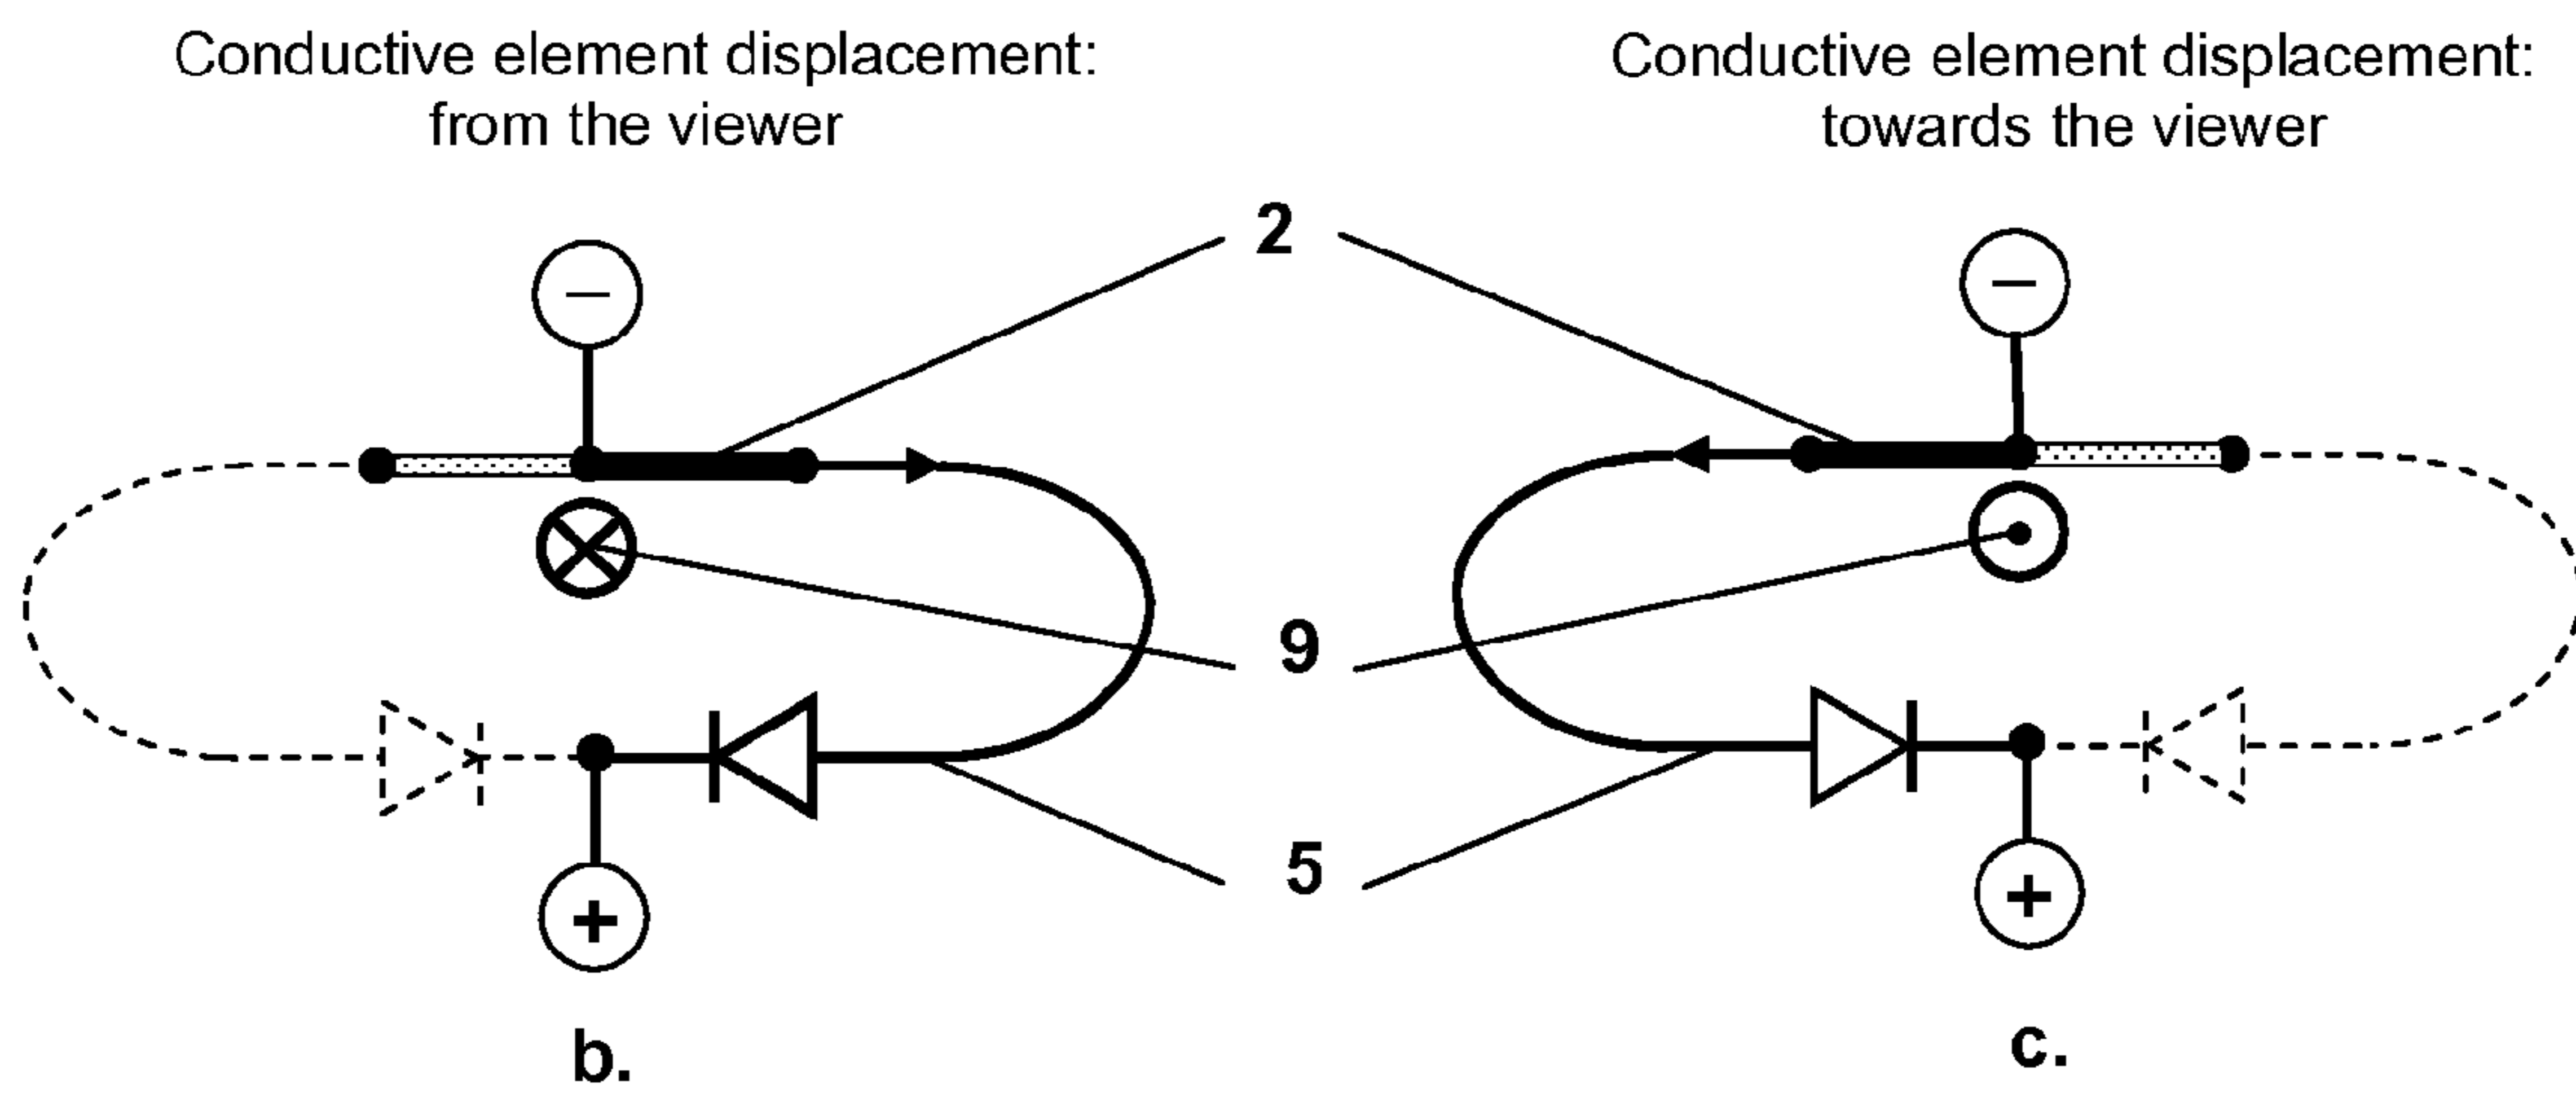 Conductive element displacement:
from the viewer
Conductive element displacement:
towards the viewer
2
−
−
9
5
+
+
b.
c.